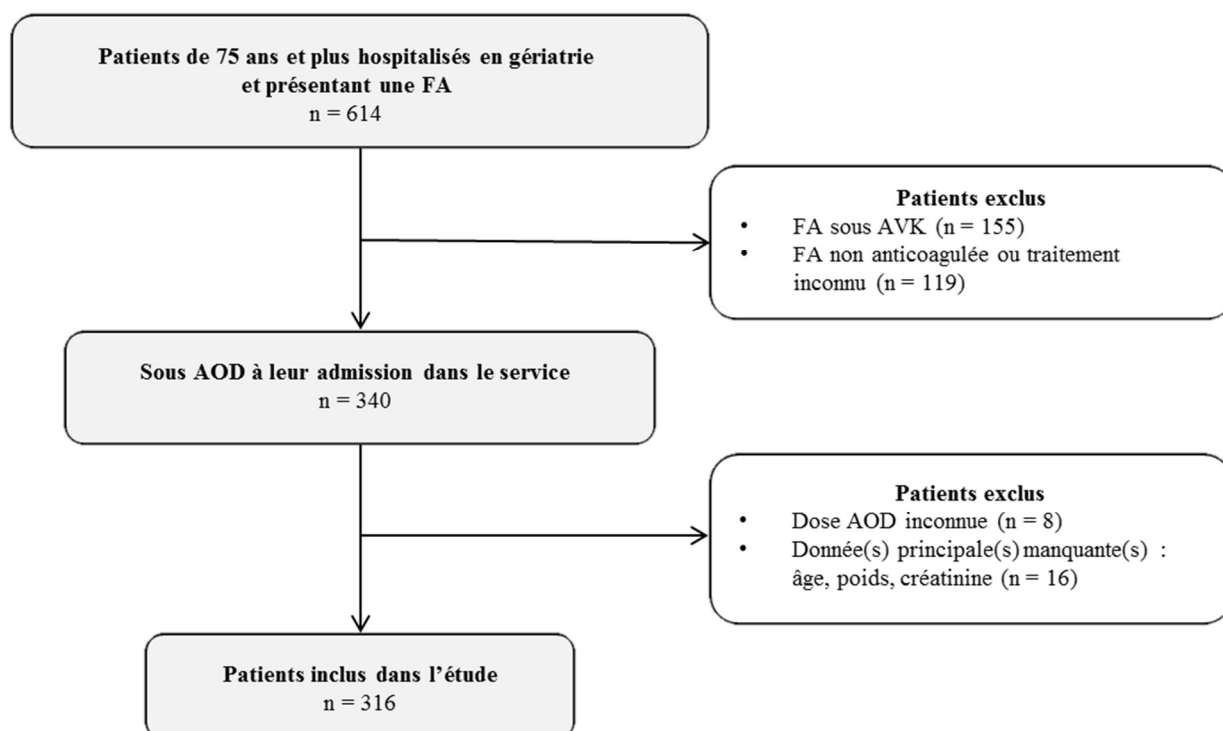 Patients de 75 ans et plus hospitalisés en gériatrie
et présentant une FA
n = 614
Patients exclus
• FA sous AVK (n = 155)
• FA non anticoagulée ou traitement
inconnu (n = 119)
Sous AOD à leur admission dans le service
n = 340
Patients exclus
• Dose AOD inconnue (n = 8)
• Donnée(s) principale(s) manquante(s) :
âge, poids, créatinine (n = 16)
Patients inclus dans l’étude
n = 316